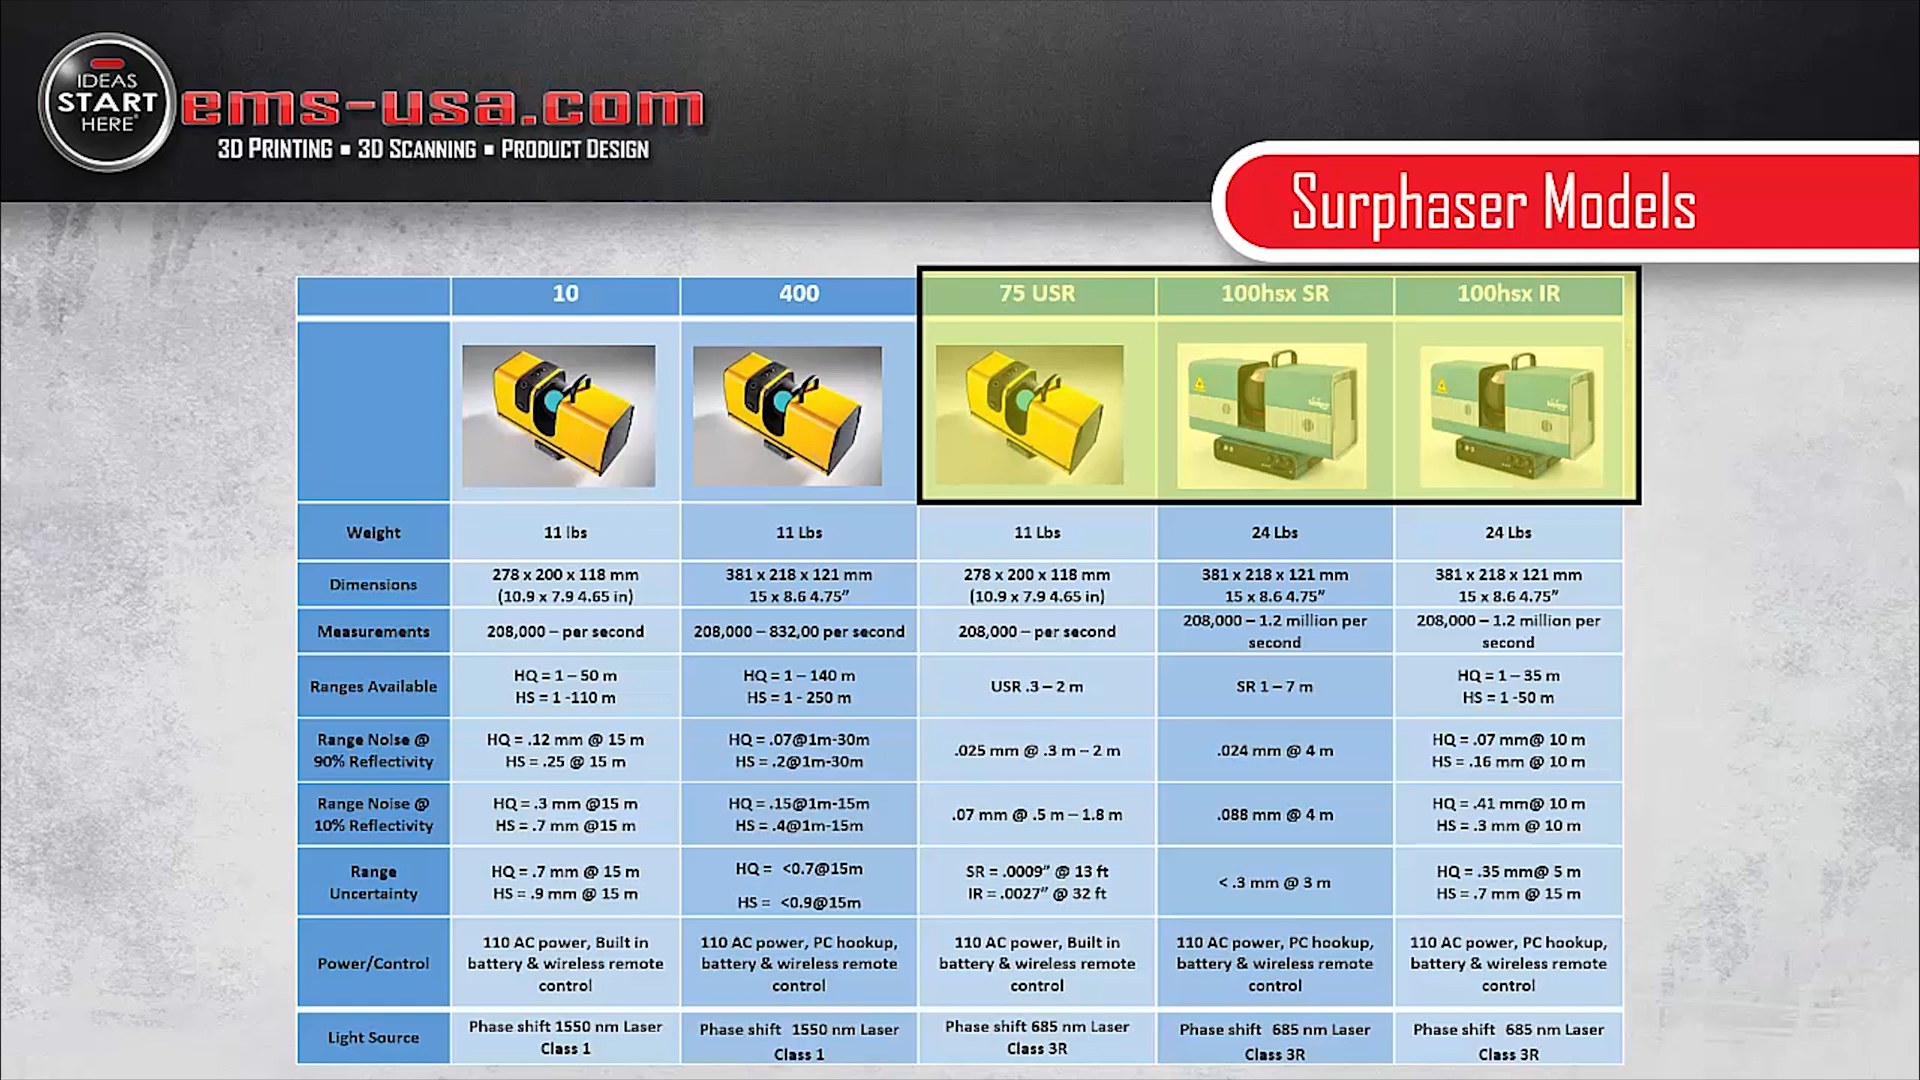 IDEAS
START
HERE
ems-usa.com
3D PRINTING ▪ 3D SCANNING ▪ PRODUCT DESIGN
Surphaser Models
10 400 75 USR 100hsx SR 100hsx IR
Weight 11 lbs 11 Lbs 11 Lbs 24 Lbs 24 Lbs
Dimensions
278 x 200 x 118 mm
(10.9 x 7.9 4.65 in)
381 x 218 x 121 mm
15 x 8.6 4.75”
278 x 200 x 118 mm
(10.9 x 7.9 4.65 in)
381 x 218 x 121 mm
15 x 8.6 4.75”
381 x 218 x 121 mm
15 x 8.6 4.75”
Measurements
208,000 – per second
208,000 – 832,00 per second
208,000 – per second
208,000 – 1.2 million per
second
208,000 – 1.2 million per
second
Ranges Available
HQ = 1 – 50 m
HS = 1 -110 m
HQ = 1 – 140 m
HS = 1 - 250 m
USR .3 – 2 m
SR 1 – 7 m
HQ = 1 – 35 m
HS = 1 -50 m
Range Noise @
90% Reflectivity
HQ = .12 mm @ 15 m
HS = .25 @ 15 m
HQ = .07@1m-30m
HS = .2@1m-30m
.025 mm @ .3 m – 2 m
.024 mm @ 4 m
HQ = .07 mm@ 10 m
HS = .16 mm @ 10 m
Range Noise @
10% Reflectivity
HQ = .3 mm @15 m
HS = .7 mm @15 m
HQ = .15@1m-15m
HS = .4@1m-15m
.07 mm @ .5 m – 1.8 m
.088 mm @ 4 m
HQ = .41 mm@ 10 m
HS = .3 mm @ 10 m
Range
Uncertainty
HQ = .7 mm @ 15 m
HS = .9 mm @ 15 m
HQ = <0.7@15m
HS = <0.9@15m
SR = .0009” @ 13 ft
IR = .0027” @ 32 ft
< .3 mm @ 3 m
HQ = .35 mm@ 5 m
HS = .7 mm @ 15 m
Power/Control
110 AC power, Built in
battery & wireless remote
control
110 AC power, PC hookup,
battery & wireless remote
control
110 AC power, Built in
battery & wireless remote
control
110 AC power, PC hookup,
battery & wireless remote
control
110 AC power, PC hookup,
battery & wireless remote
control
Light Source
Phase shift 1550 nm Laser
Class 1
Phase shift 1550 nm Laser
Class 1
Phase shift 685 nm Laser
Class 3R
Phase shift 685 nm Laser
Class 3R
Phase shift 685 nm Laser
Class 3R